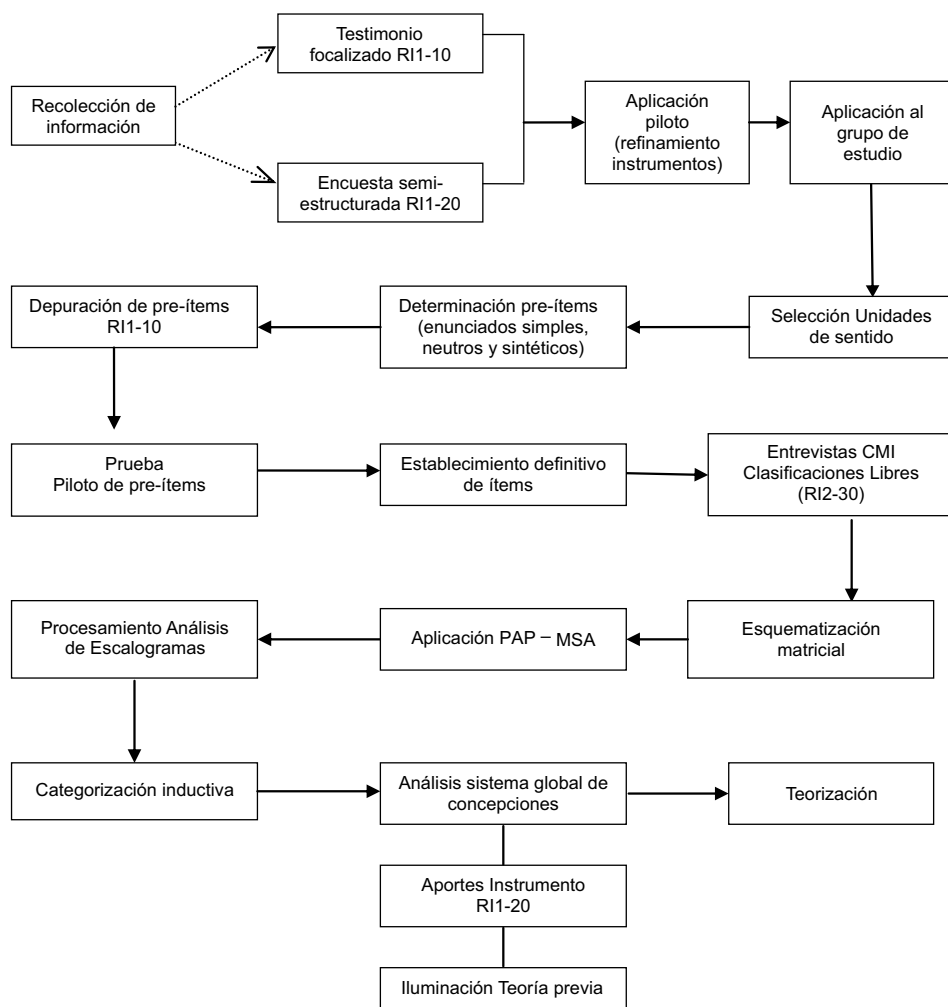 Testimonio
focalizado RI1-10
Recolección de
información
Encuesta semi-
estructurada RI1-20
Aplicación
piloto
(refinamiento
instrumentos)
Aplicación al
grupo de
estudio
Depuración de pre-ítems
RI1-10
Determinación pre-ítems
(enunciados simples,
neutros y sintéticos)
Selección Unidades
de sentido
Prueba
Piloto de pre-ítems
Establecimiento definitivo
de ítems
Entrevistas CMI
Clasificaciones Libres
(RI2-30)
Procesamiento Análisis
de Escalogramas
Aplicación PAP – MSA
Esquematización
matricial
Categorización inductiva
Análisis sistema global de
concepciones
Teorización
Aportes Instrumento
RI1-20
Iluminación Teoría previa